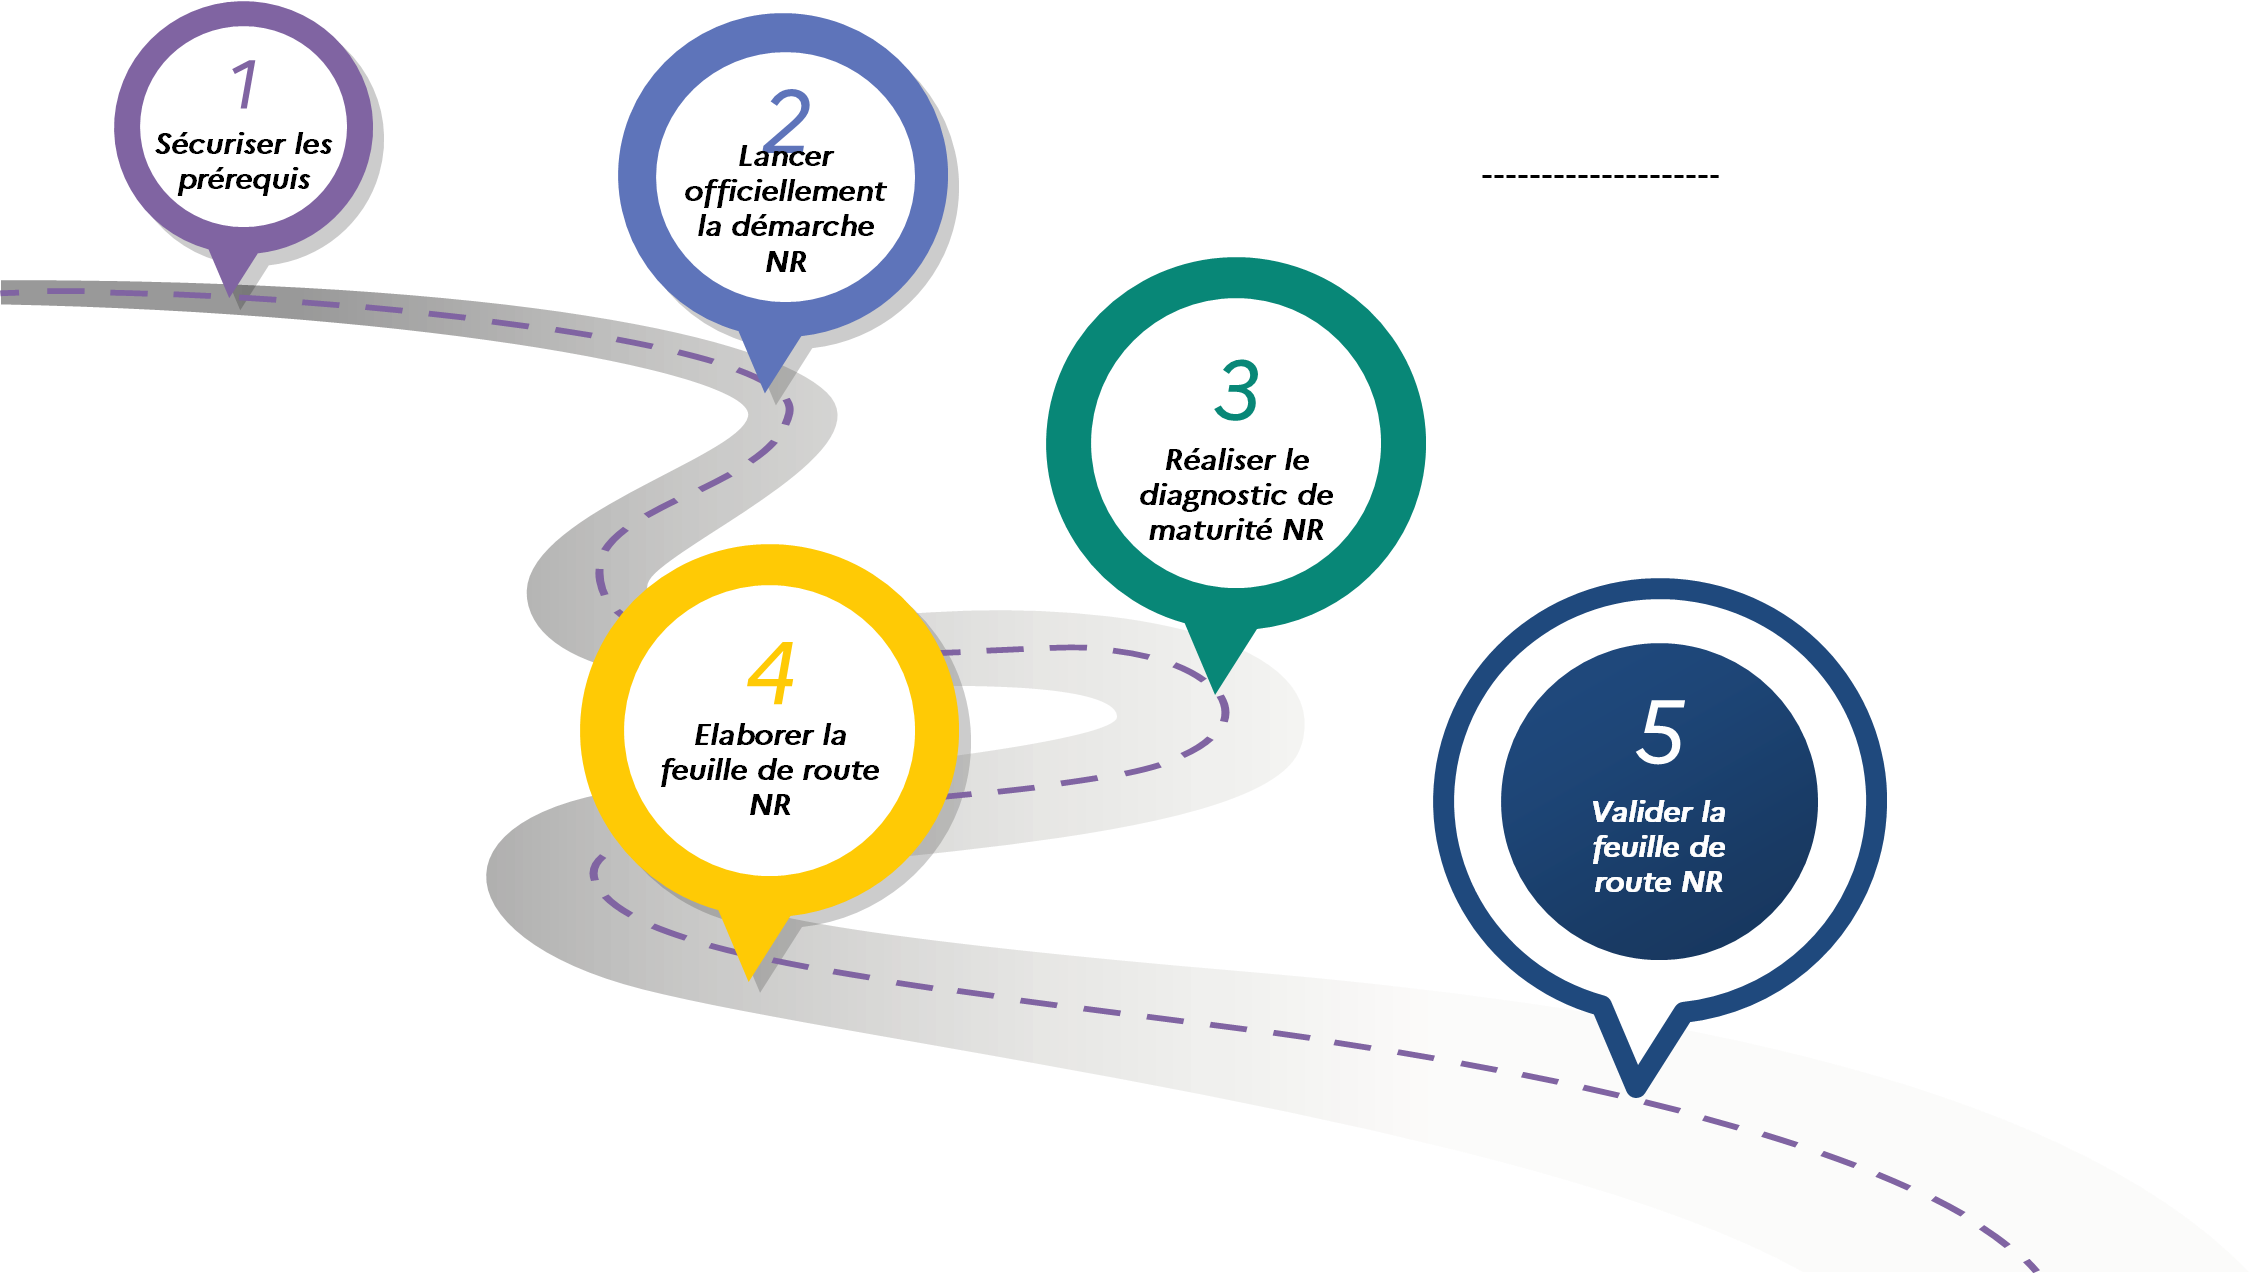 1
Sécuriser les
prérequis
2
Lancer
officiellement
la démarche
NR
-------------------
3
Réaliser le
diagnostic de
maturité NR
4
Elaborer la
feuille de route
NR
5
Valider la
feuille de
route NR